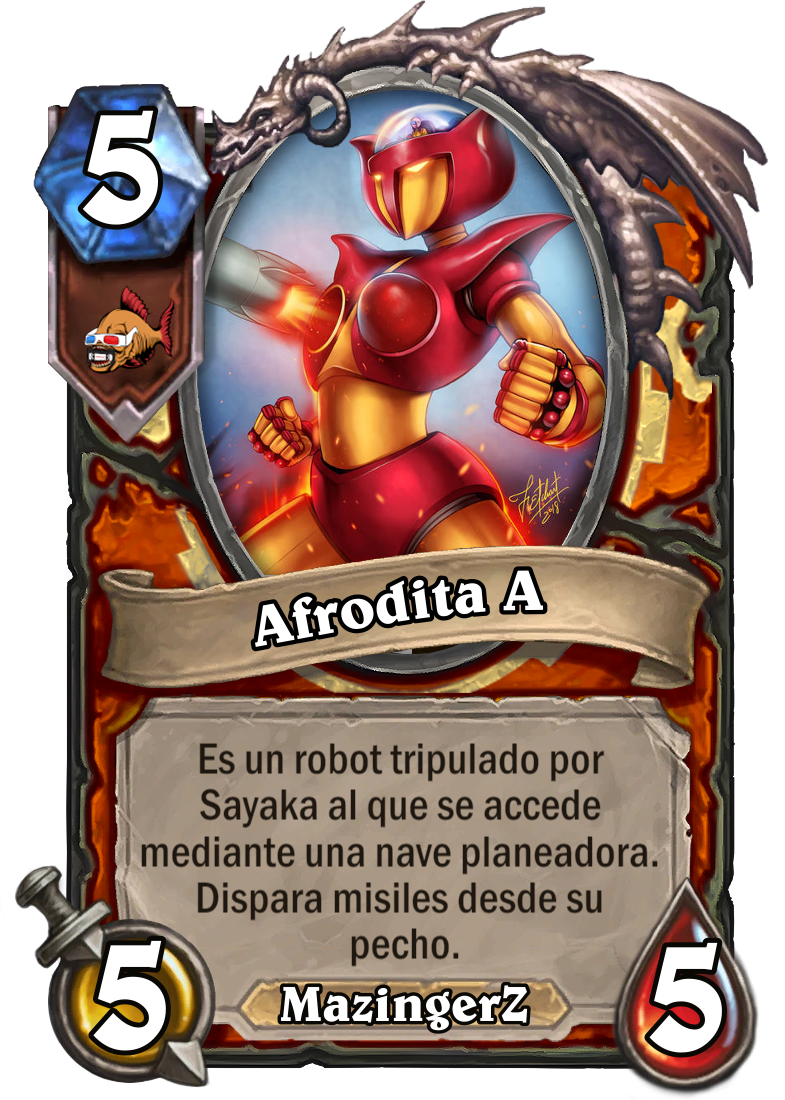 5
Afrodita A
Es un robot tripulado por
Sayaka al que se accede
mediante una nave planeadora.
Dispara misiles desde su
pecho.
5
MazingerZ
5